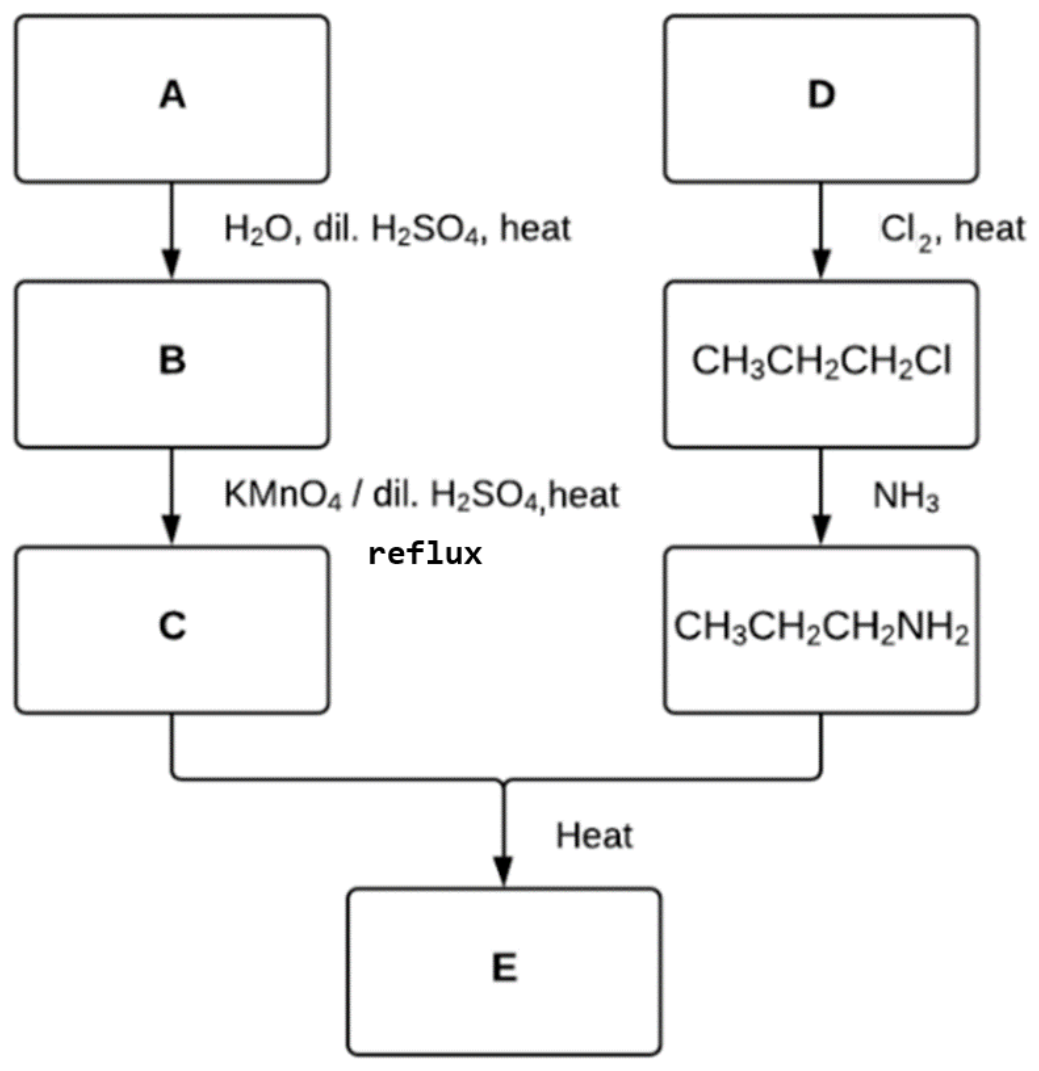 A
D
H₂O, dil. H₂SO₄, heat
Cl₂, heat
B
CH₃CH₂CH₂Cl
KMnO₄ / dil. H₂SO₄,heat
reflux
NH₃
C
CH₃CH₂CH₂NH₂
Heat
E